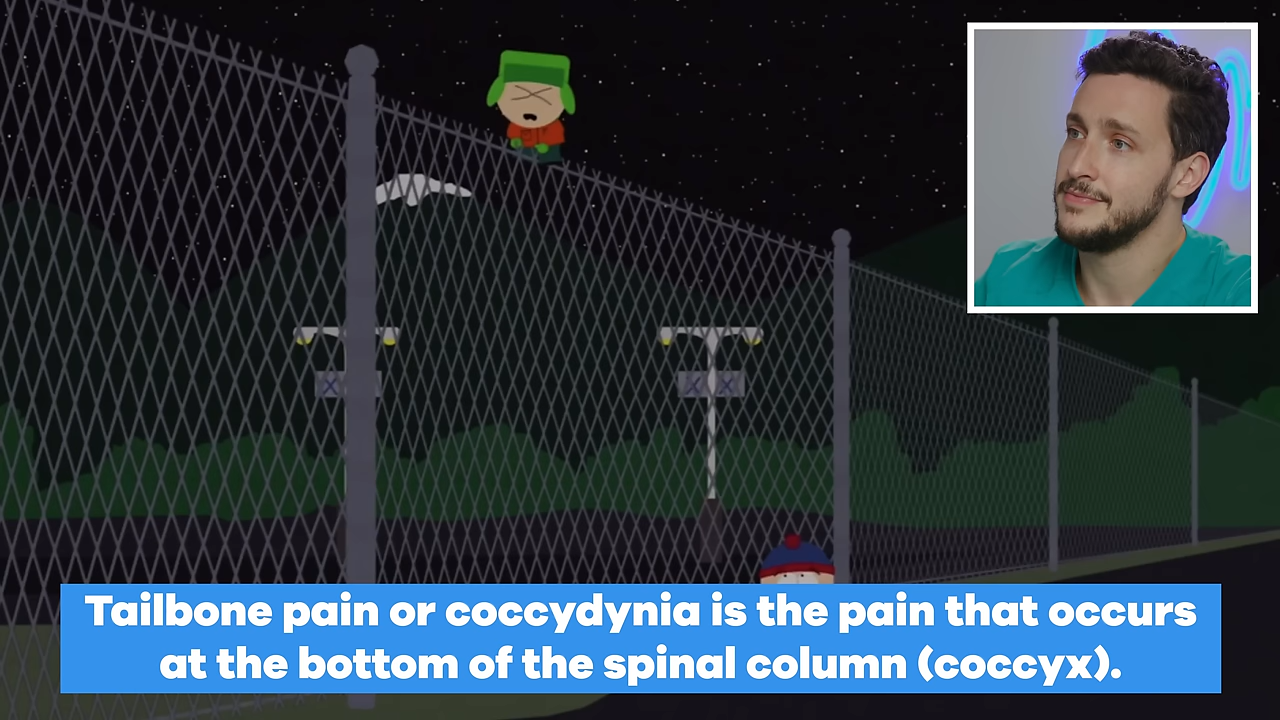 Tailbone pain or coccydynia is the pain that occurs
at the bottom of the spinal column (coccyx).